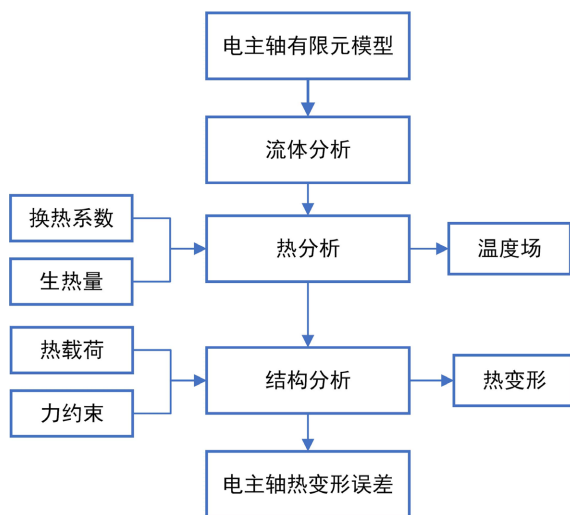 电主轴有限元模型
流体分析
换热系数
生热量
热分析
温度场
热载荷
力约束
结构分析
热变形
电主轴热变形误差